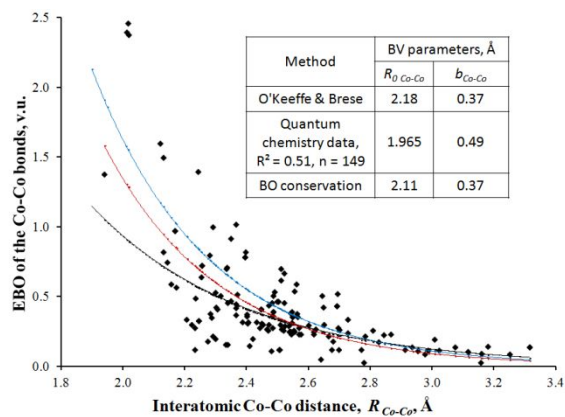 EBO of the Co-Co bonds, v.u.
2.5
2.0
1.5
1.0
0.5
0.0
Method
BV parameters, Å
R0 Co-Co
bCo-Co
O'Keeffe & Brese
2.18
0.37
Quantum
chemistry data,
R² = 0.51, n = 149
1.965
0.49
BO conservation
2.11
0.37
1.8
2.0
2.2
2.4
2.6
2.8
3.0
3.2
3.4
Interatomic Co-Co distance, RCo-Co, Å